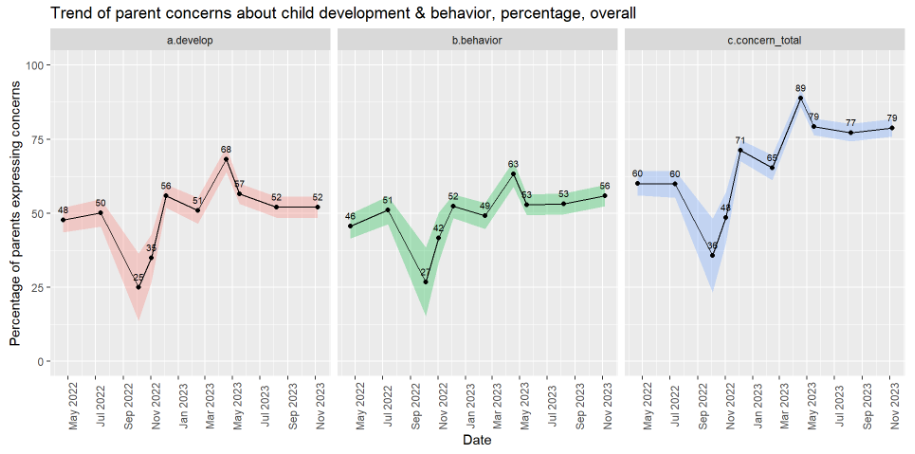 Trend of parent concerns about child development & behavior, percentage, overall
a.develop
b.behavior
c.concern_total
Percentage of parents expressing concerns
100
75
50
25
0
48 50 25 35 56 51 68 57 52 52
46 51 27 42 52 49 63 53 53 56
60 60 36 48 71 65 89 79 77 79
May 2022 Jul 2022 Sep 2022 Nov 2022 Jan 2023 Mar 2023 May 2023 Jul 2023 Sep 2023 Nov 2023
May 2022 Jul 2022 Sep 2022 Nov 2022 Jan 2023 Mar 2023 May 2023 Jul 2023 Sep 2023 Nov 2023
May 2022 Jul 2022 Sep 2022 Nov 2022 Jan 2023 Mar 2023 May 2023 Jul 2023 Sep 2023 Nov 2023
Date